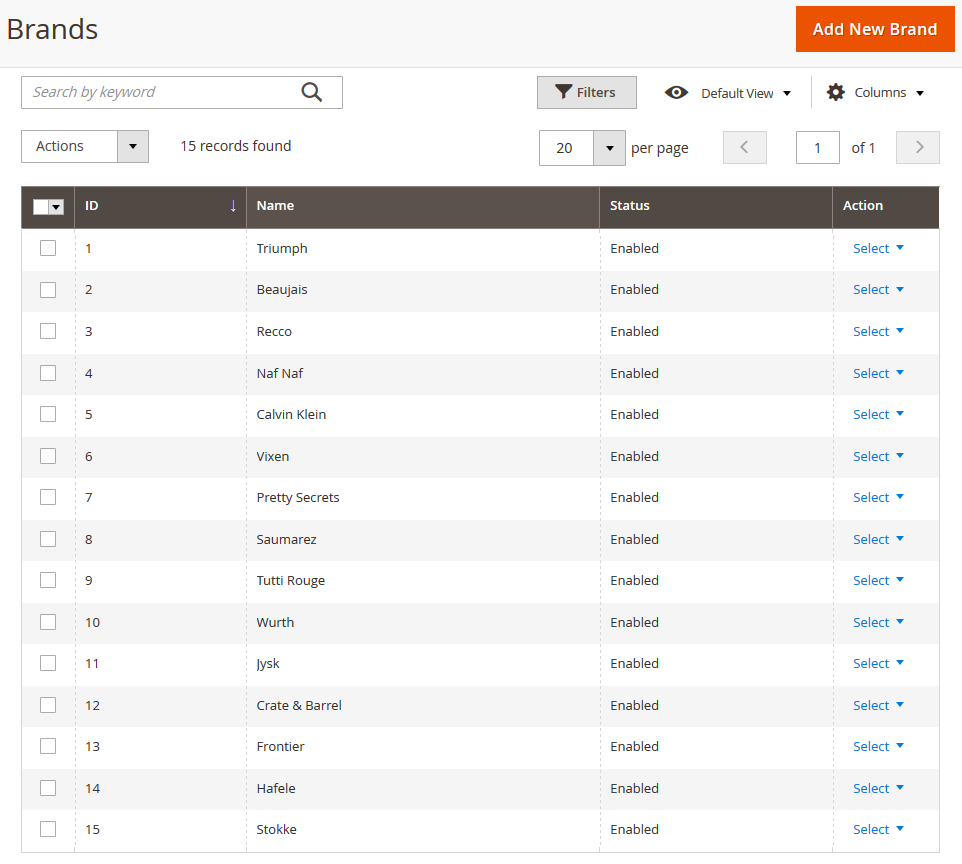 Brands
Add New Brand
Search by keyword
Filters
Default View
Columns
Actions
15 records found
20
per page
1
of 1
ID ↓ Name Status Action
1 Triumph Enabled Select
2 Beaujais Enabled Select
3 Recco Enabled Select
4 Naf Naf Enabled Select
5 Calvin Klein Enabled Select
6 Vixen Enabled Select
7 Pretty Secrets Enabled Select
8 Saumarez Enabled Select
9 Tutti Rouge Enabled Select
10 Wurth Enabled Select
11 Jysk Enabled Select
12 Crate & Barrel Enabled Select
13 Frontier Enabled Select
14 Hafele Enabled Select
15 Stokke Enabled Select